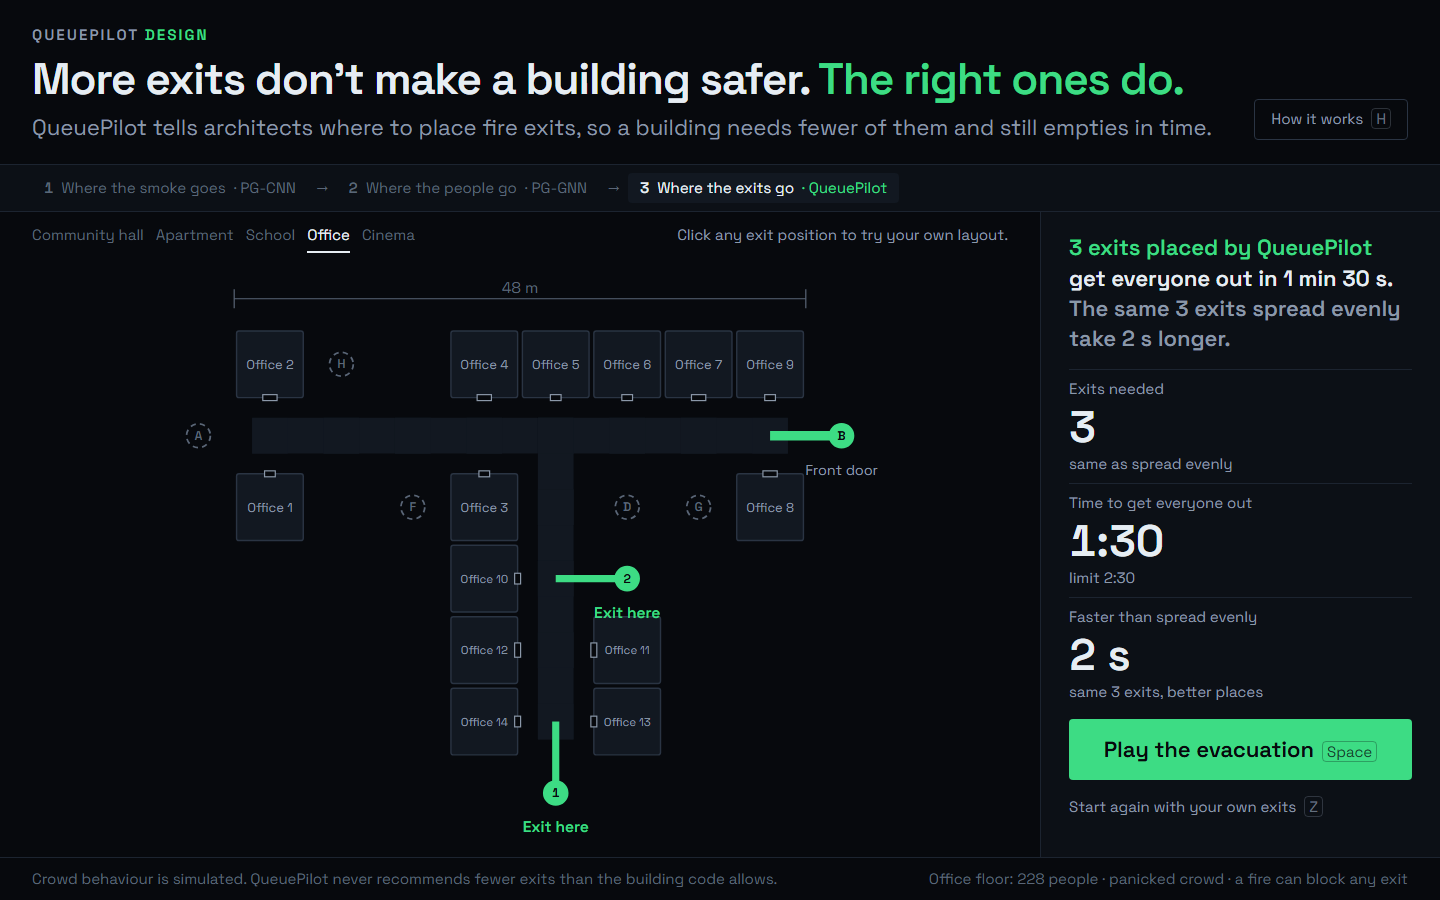 QUEUEPILOT DESIGN
More exits don't make a building safer. The right ones do.
QueuePilot tells architects where to place fire exits, so a building needs fewer of them and still empties in time.
How it works H
1 Where the smoke goes · PG-CNN → 2 Where the people go · PG-GNN → 3 Where the exits go · QueuePilot
Community hall Apartment School Office Cinema
Click any exit position to try your own layout.
48 m
Office 2
H
Office 4
Office 5
Office 6
Office 7
Office 9
A
B
Front door
Office 1
F
Office 3
D
G
Office 8
Office 10
2
Exit here
Office 12
Office 11
Office 14
Office 13
1
Exit here
3 exits placed by QueuePilot
get everyone out in 1 min 30 s.
The same 3 exits spread evenly
take 2 s longer.
Exits needed
3
same as spread evenly
Time to get everyone out
1:30
limit 2:30
Faster than spread evenly
2 s
same 3 exits, better places
Play the evacuation Space
Start again with your own exits Z
Crowd behaviour is simulated. QueuePilot never recommends fewer exits than the building code allows.
Office floor: 228 people · panicked crowd · a fire can block any exit